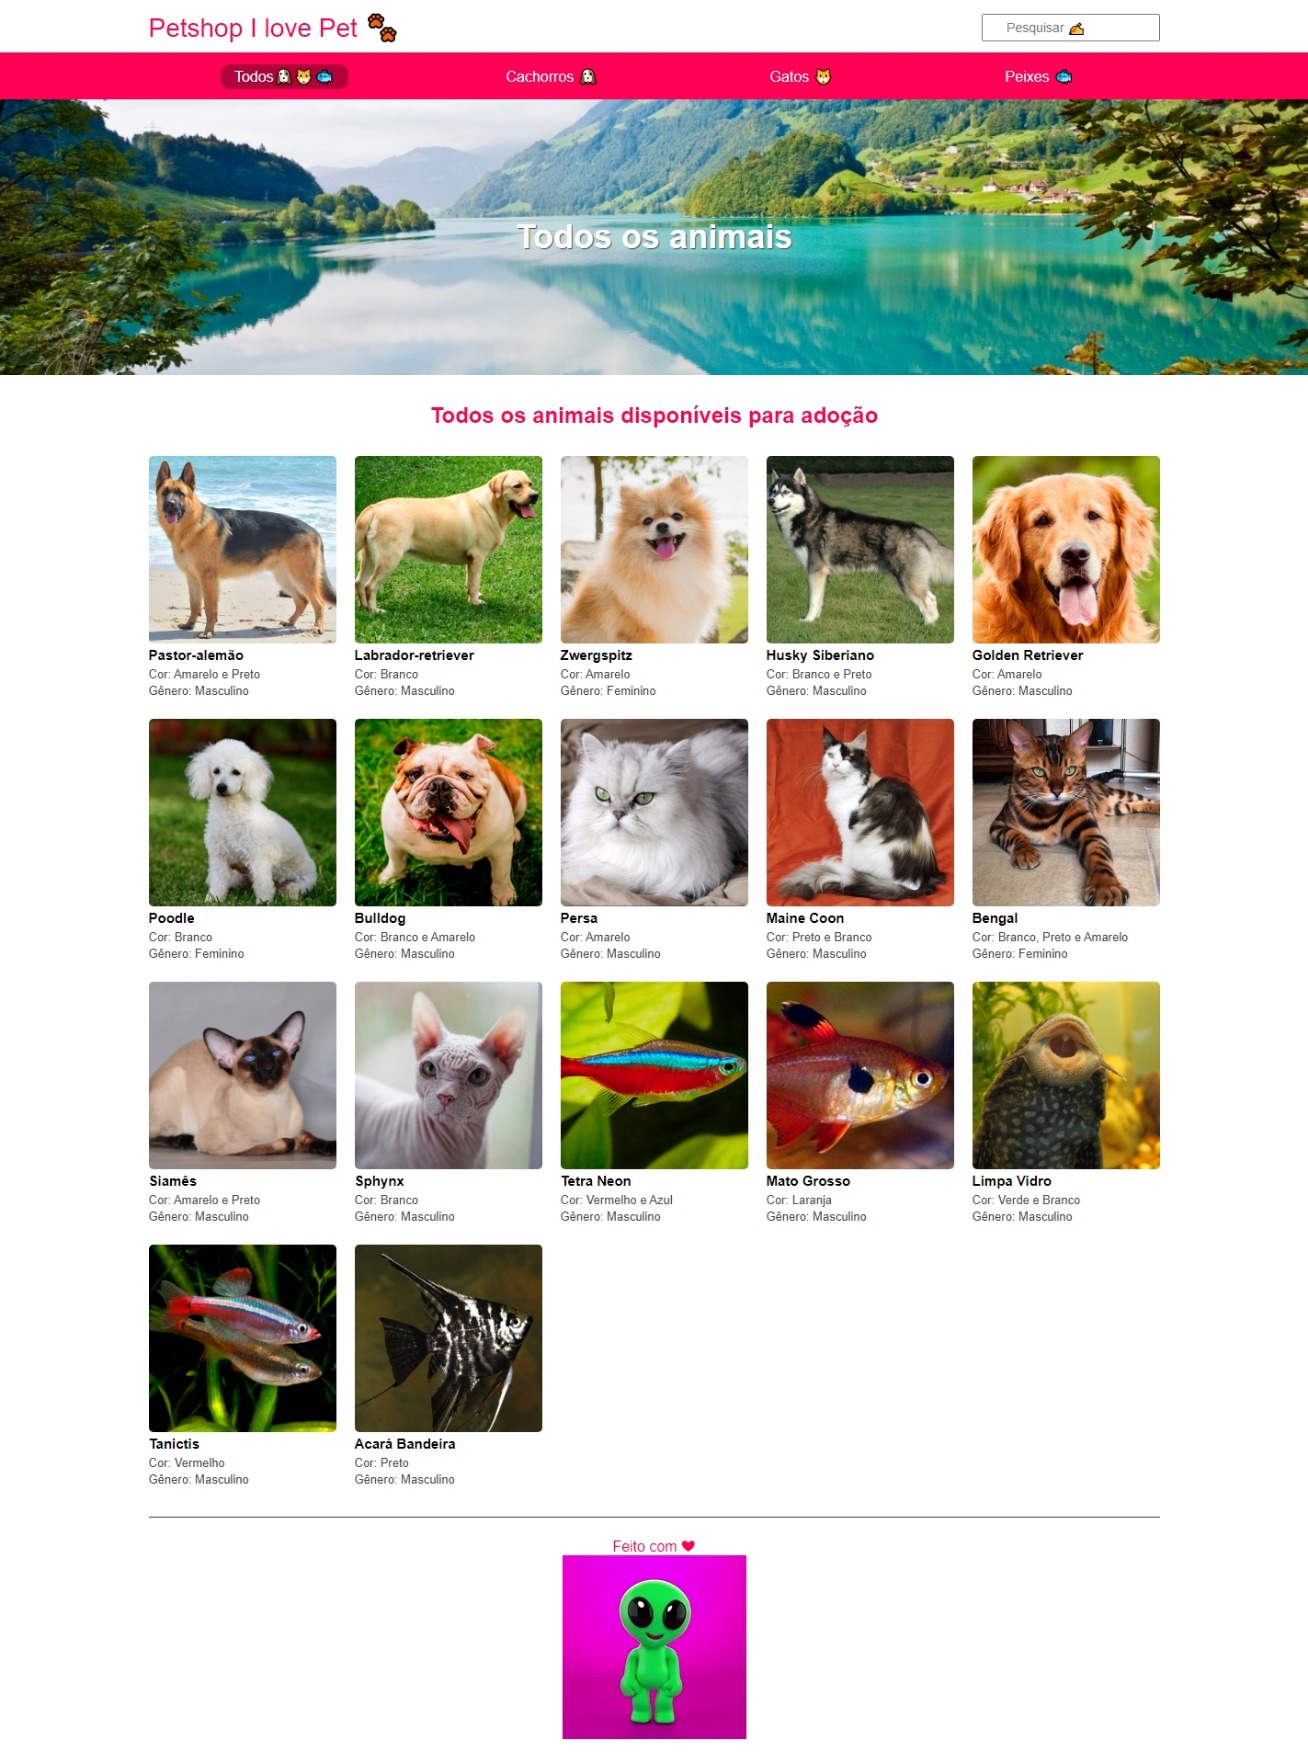 Petshop I love Pet
Pesquisar
Todos
Cachorros
Gatos
Peixes
Todos os animais
Todos os animais disponíveis para adoção
Pastor-alemão
Cor: Amarelo e Preto
Gênero: Masculino
Labrador-retriever
Cor: Branco
Gênero: Masculino
Zwergspitz
Cor: Amarelo
Gênero: Feminino
Husky Siberiano
Cor: Branco e Preto
Gênero: Masculino
Golden Retriever
Cor: Amarelo
Gênero: Masculino
Poodle
Cor: Branco
Gênero: Feminino
Bulldog
Cor: Branco e Amarelo
Gênero: Masculino
Persa
Cor: Amarelo
Gênero: Masculino
Maine Coon
Cor: Preto e Branco
Gênero: Masculino
Bengal
Cor: Branco, Preto e Amarelo
Gênero: Feminino
Siamês
Cor: Amarelo e Preto
Gênero: Masculino
Sphynx
Cor: Branco
Gênero: Masculino
Tetra Neon
Cor: Vermelho e Azul
Gênero: Masculino
Mato Grosso
Cor: Laranja
Gênero: Masculino
Limpa Vidro
Cor: Verde e Branco
Gênero: Masculino
Tanictis
Cor: Vermelho
Gênero: Masculino
Acará Bandeira
Cor: Preto
Gênero: Masculino
Feito com ❤